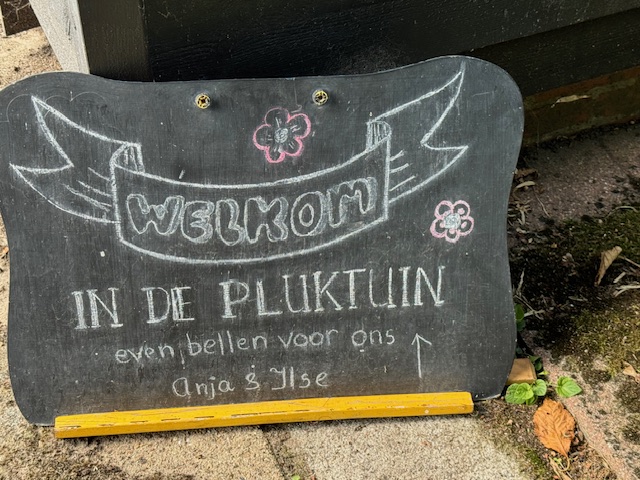 WELKOM
IN DE PLUKTUIN
even bellen voor ons
Anja & Ilse